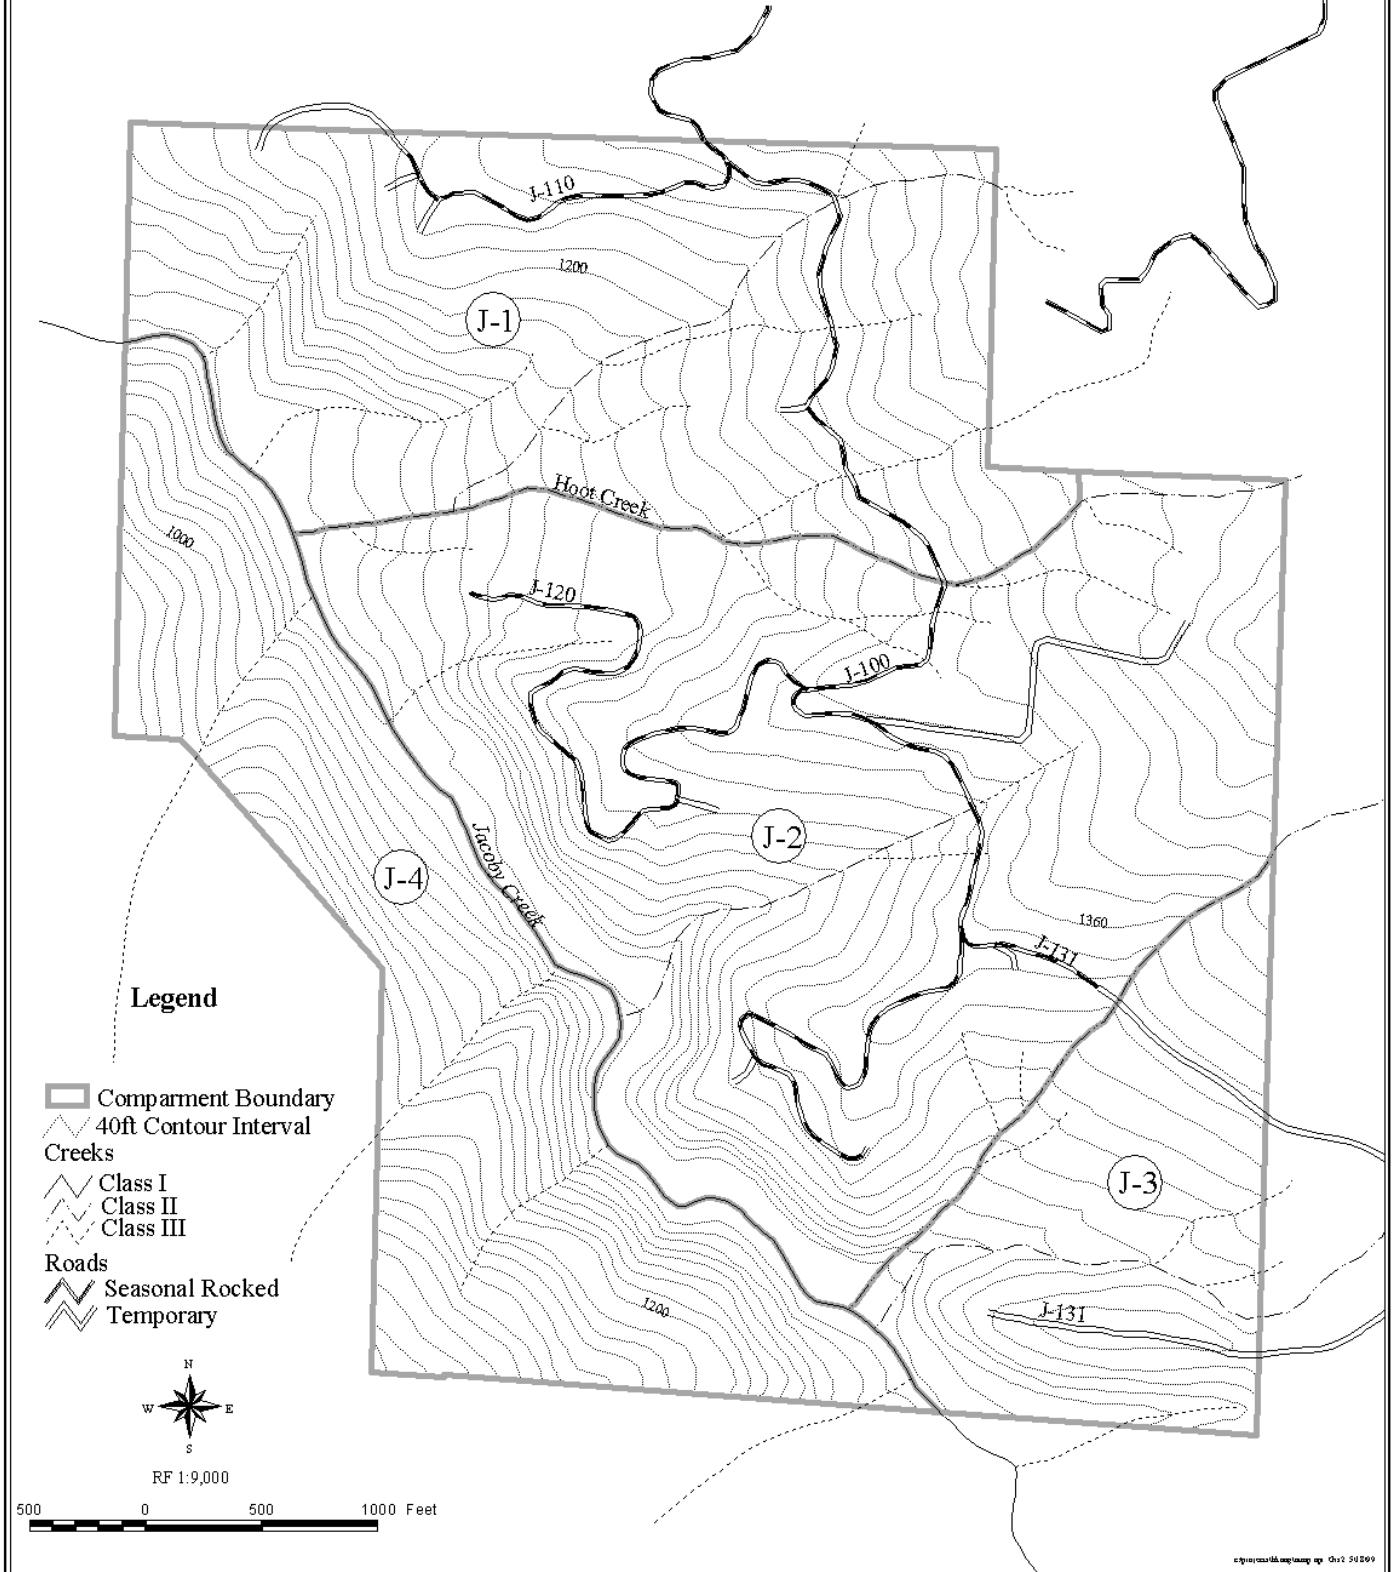 J-110
1200
J-1
Hoot Creek
1000
J-120
J-100
J-2
Jacoby Creek
J-4
1360
J-131
Legend
Comparment Boundary
40ft Contour Interval
Creeks
Class I
Class II
Class III
Roads
Seasonal Rocked
Temporary
J-3
1200
J-131
N
W E
S
RF 1:9,000
500 0 500 1000 Feet